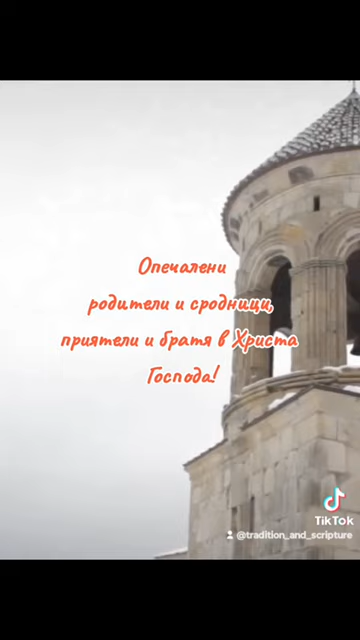 Опечалени
родители и сродници,
приятели и братя в Христа
Господа!
TikTok
@tradition_and_scripture